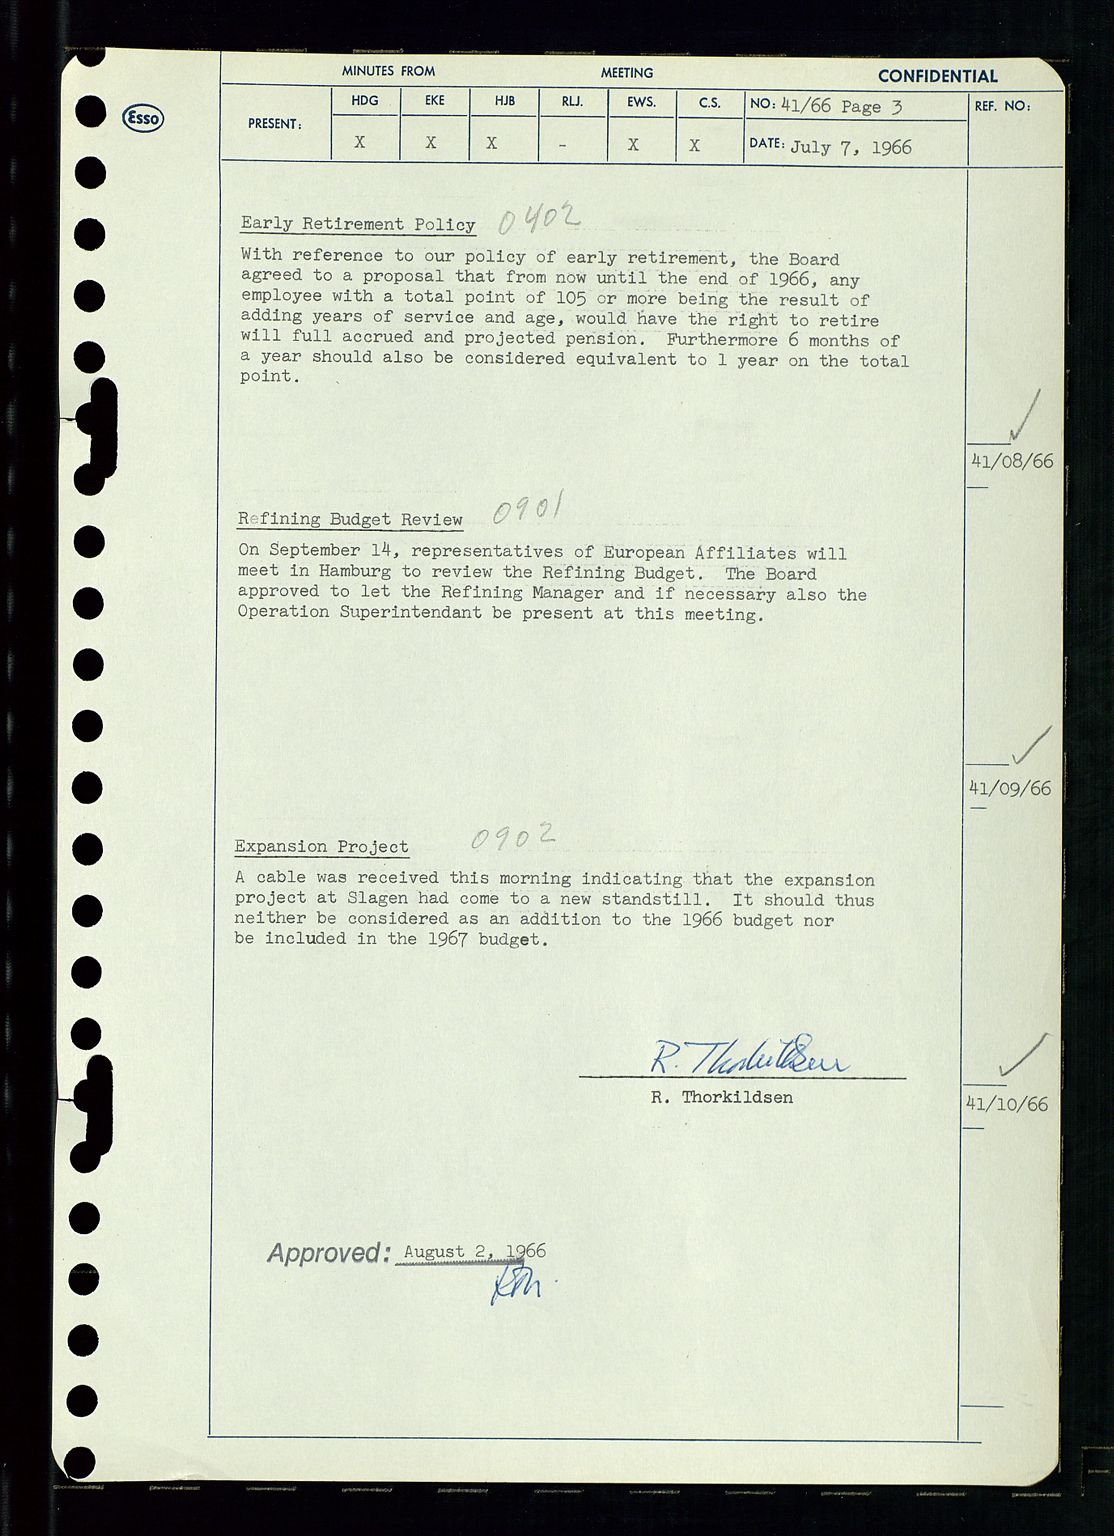 MINUTES FROM MEETING CONFIDENTIAL
Esso
PRESENT: HDG EKE HJB RLJ. EWS. C.S. NO: 41/66 Page 3 REF. NO:
X X X - X X DATE: July 7, 1966
Early Retirement Policy 0402
With reference to our policy of early retirement, the Board
agreed to a proposal that from now until the end of 1966, any
employee with a total point of 105 or more being the result of
adding years of service and age, would have the right to retire
will full accrued and projected pension. Furthermore 6 months of
a year should also be considered equivalent to 1 year on the total
point.
41/08/66
Refining Budget Review 0901
On September 14, representatives of European Affiliates will
meet in Hamburg to review the Refining Budget. The Board
approved to let the Refining Manager and if necessary also the
Operation Superintendant be present at this meeting.
41/09/66
Expansion Project 0902
A cable was received this morning indicating that the expansion
project at Slagen had come to a new standstill. It should thus
neither be considered as an addition to the 1966 budget nor
be included in the 1967 budget.
R. Thorkildsen
R. Thorkildsen
41/10/66
Approved: August 2, 1966